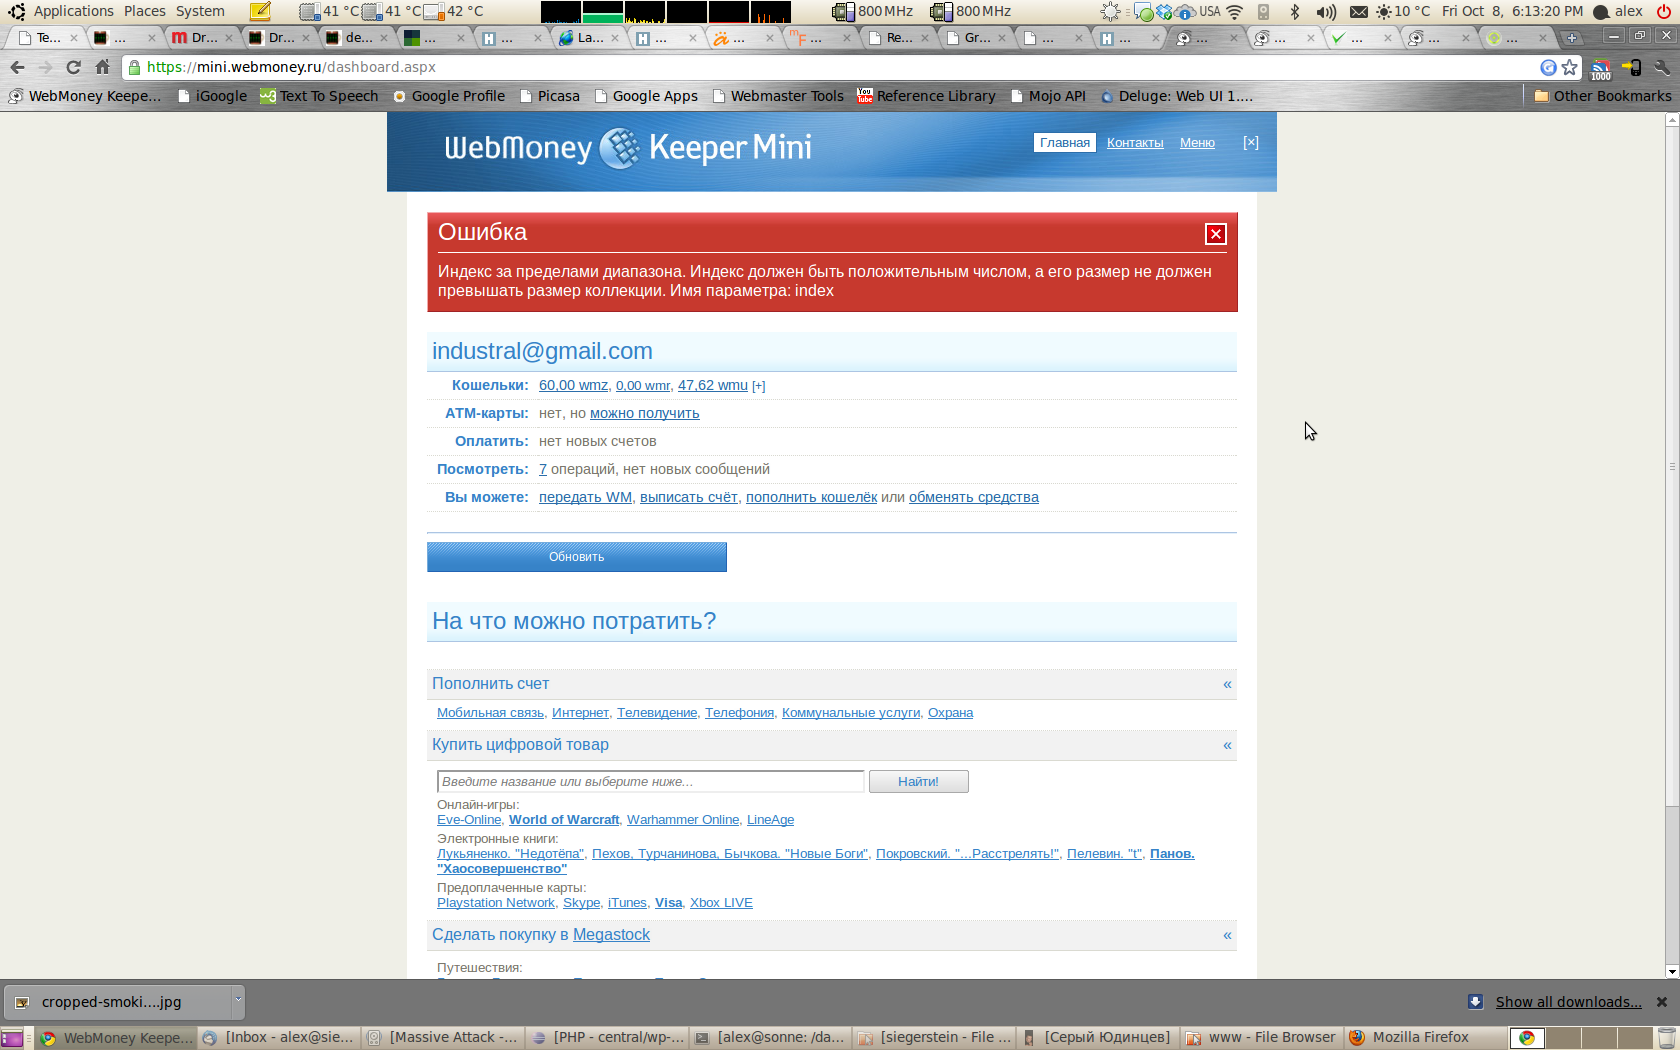 Applications Places System 41 °C 41 °C 42 °C 800 MHz 800 MHz USA 10 °C Fri Oct 8, 6:13:20 PM alex
Te... ... Dr... Dr... de... ... ... La... ... ... ... Re... Gr... ... ... ... ... ... ... ...
https://mini.webmoney.ru/dashboard.aspx 1000
WebMoney Keepe... iGoogle Text To Speech Google Profile Picasa Google Apps Webmaster Tools You Tube Reference Library Mojo API Deluge: Web UI 1.... Other Bookmarks
WebMoney Keeper Mini Главная Контакты Меню [×]
Ошибка
Индекс за пределами диапазона. Индекс должен быть положительным числом, а его размер не должен
превышать размер коллекции. Имя параметра: index
industral@gmail.com
Кошельки: 60,00 wmz, 0,00 wmr, 47,62 wmu [+]
ATM-карты: нет, но можно получить
Оплатить: нет новых счетов
Посмотреть: 7 операций, нет новых сообщений
Вы можете: передать WM, выписать счёт, пополнить кошелёк или обменять средства
Обновить
На что можно потратить?
Пополнить счет «
Мобильная связь, Интернет, Телевидение, Телефония, Коммунальные услуги, Охрана
Купить цифровой товар «
Введите название или выберите ниже... Найти!
Онлайн-игры:
Eve-Online, World of Warcraft, Warhammer Online, LineAge
Электронные книги:
Лукьяненко. "Недотёпа", Пехов, Турчанинова, Бычкова. "Новые Боги", Покровский. "...Расстрелять!", Пелевин. "t", Панов.
"Хаосовершенство"
Предоплаченные карты:
Playstation Network, Skype, iTunes, Visa, Xbox LIVE
Сделать покупку в Megastock «
Путешествия:
cropped-smoki....jpg Show all downloads...
WebMoney Keepe... [Inbox - alex@sie... [Massive Attack -... [PHP - central/wp-... [alex@sonne: /da... [siegerstein - File ... [Серый Юдинцев] www - File Browser Mozilla Firefox